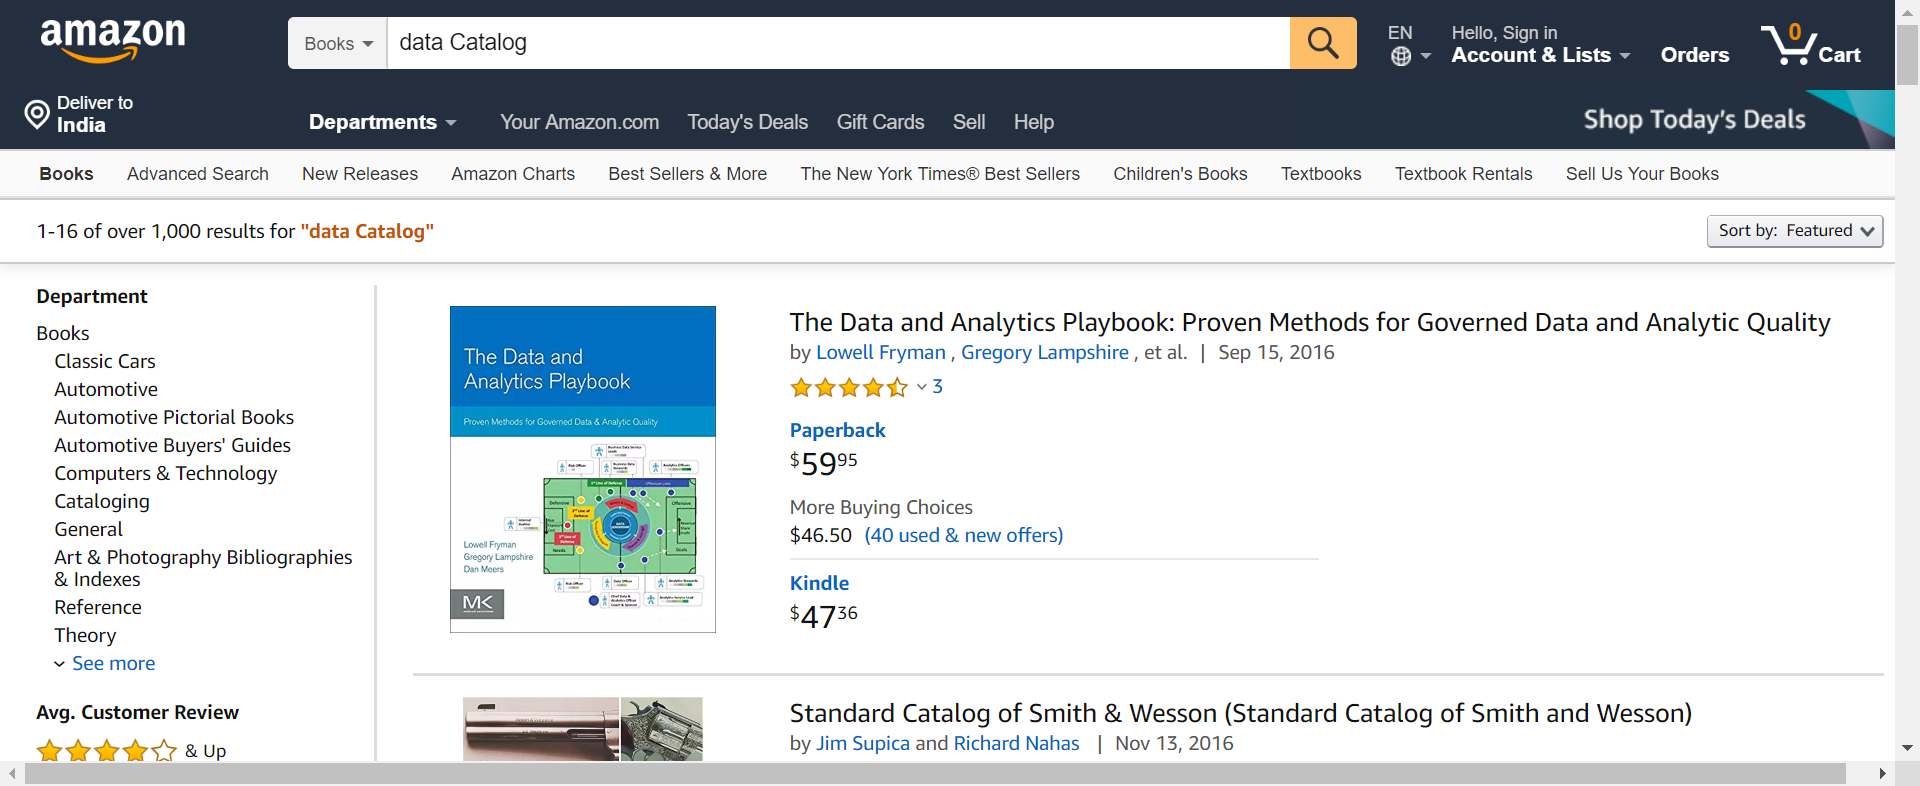 amazon
Books
data Catalog
EN
Hello, Sign in
Account & Lists
Orders
0
Cart
Deliver to
India
Departments
Your Amazon.com
Today's Deals
Gift Cards
Sell
Help
Shop Today's Deals
Books
Advanced Search
New Releases
Amazon Charts
Best Sellers & More
The New York Times® Best Sellers
Children's Books
Textbooks
Textbook Rentals
Sell Us Your Books
1-16 of over 1,000 results for "data Catalog"
Sort by: Featured
Department
Books
Classic Cars
Automotive
Automotive Pictorial Books
Automotive Buyers' Guides
Computers & Technology
Cataloging
General
Art & Photography Bibliographies
& Indexes
Reference
Theory
See more
Avg. Customer Review
& Up
The Data and
Analytics Playbook
Proven Methods for Governed Data & Analytic Quality
Lowell Fryman
Gregory Lampshire
Dan Meers
MK
The Data and Analytics Playbook: Proven Methods for Governed Data and Analytic Quality
by Lowell Fryman , Gregory Lampshire , et al. | Sep 15, 2016
3
Paperback
$59 95
More Buying Choices
$46.50 (40 used & new offers)
Kindle
$47 36
Standard Catalog of Smith & Wesson (Standard Catalog of Smith and Wesson)
by Jim Supica and Richard Nahas | Nov 13, 2016